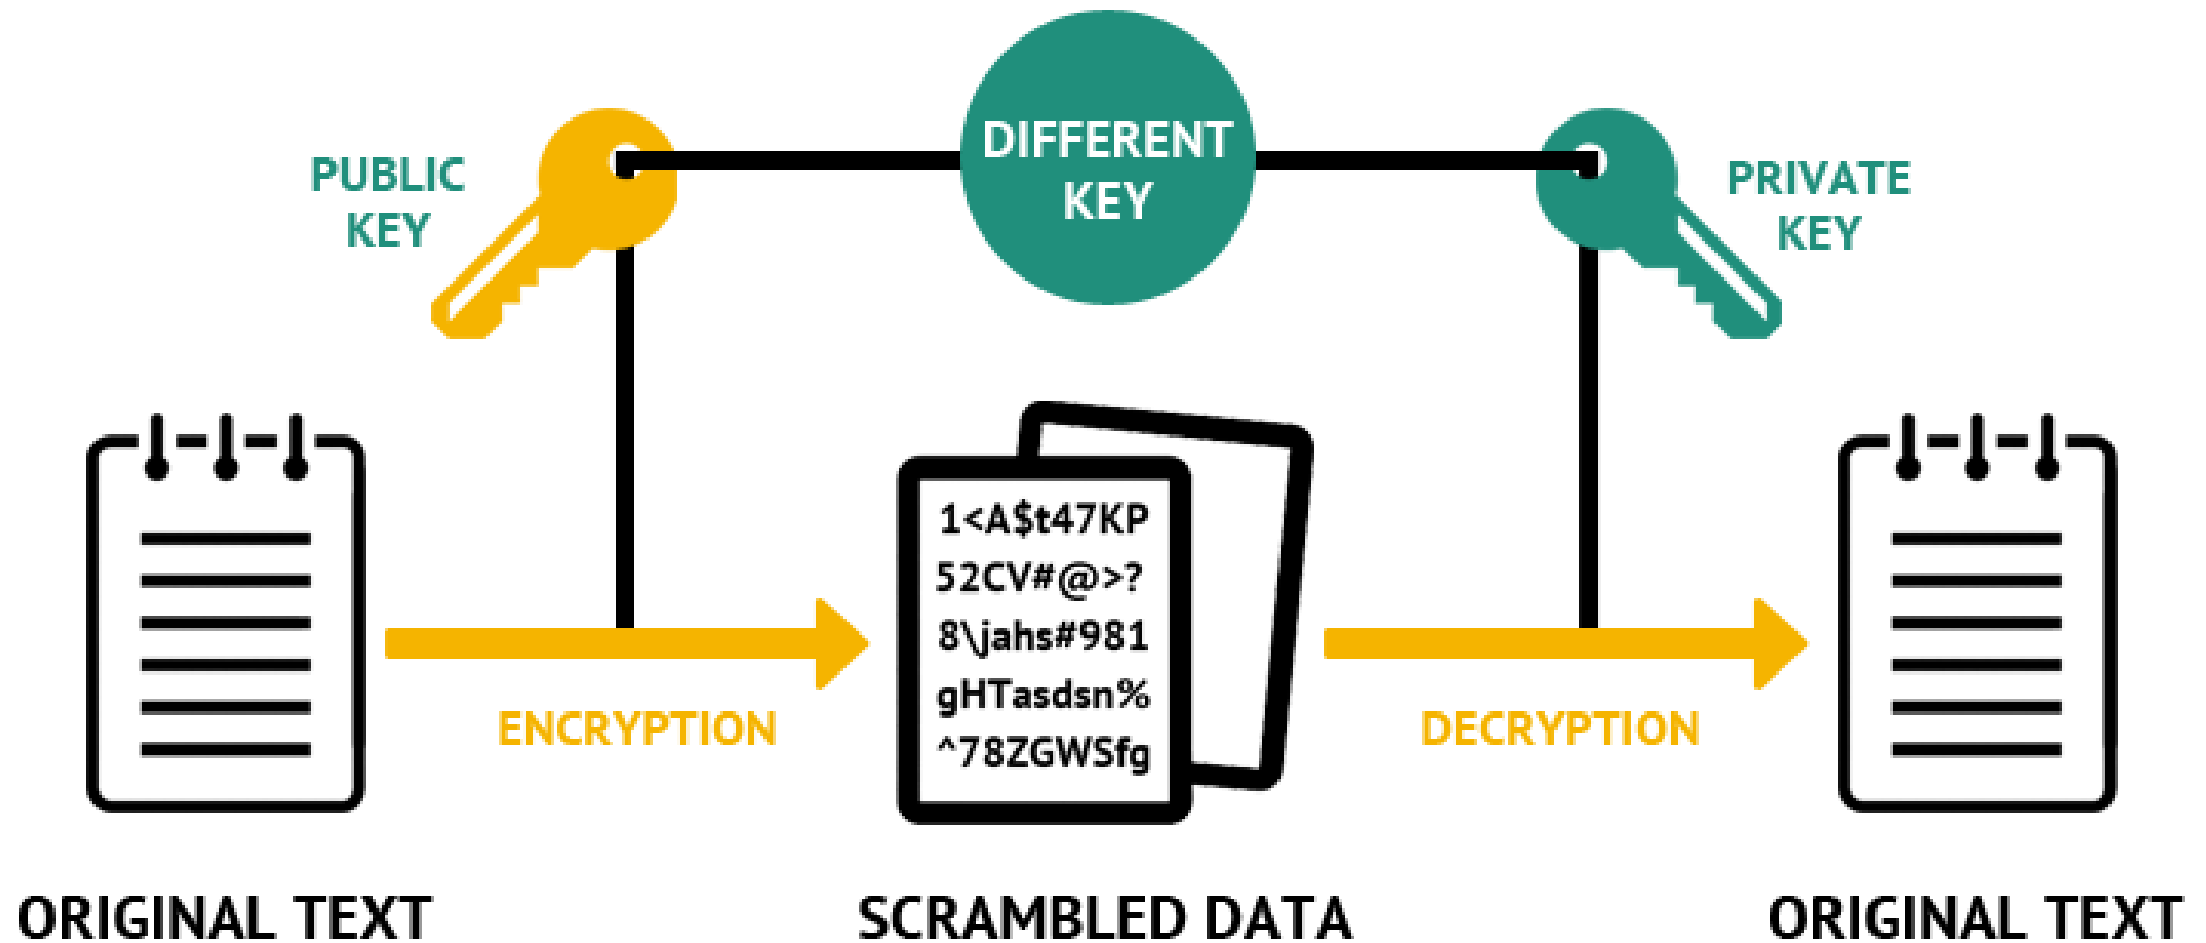 DIFFERENT
KEY
PUBLIC
KEY
PRIVATE
KEY
1<A$t47KP
52CV#@>?
8\jahs#981
gHTasdsn%
^78ZGWSfg
ENCRYPTION
DECRYPTION
ORIGINAL TEXT
SCRAMBLED DATA
ORIGINAL TEXT